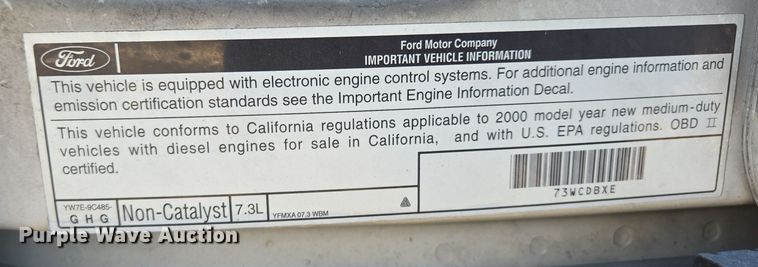 Ford
Ford Motor Company
IMPORTANT VEHICLE INFORMATION
This vehicle is equipped with electronic engine control systems. For additional engine information and
emission certification standards see the Important Engine Information Decal.
This vehicle conforms to California regulations applicable to 2000 model year new medium-duty
vehicles with diesel engines for sale in California, and with U.S. EPA regulations. OBD II
certified.
73WCDBXE
YW7E-9C485-
G H G
Non-Catalyst
7.3L
YFMXA 07.3 WBM
Purple Wave Auction